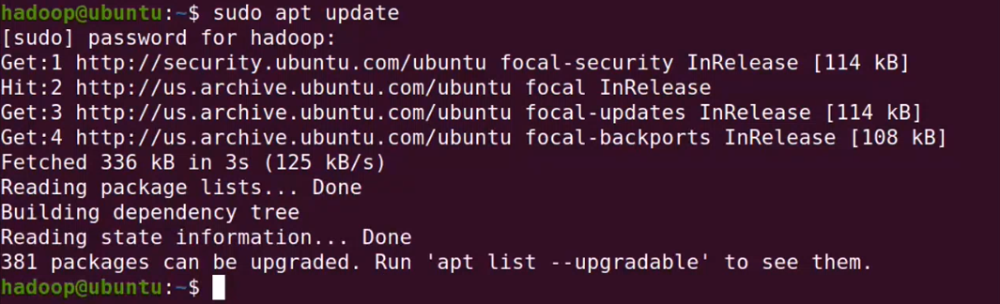 hadoop@ubuntu:~$ sudo apt update
[sudo] password for hadoop:
Get:1 http://security.ubuntu.com/ubuntu focal-security InRelease [114 kB]
Hit:2 http://us.archive.ubuntu.com/ubuntu focal InRelease
Get:3 http://us.archive.ubuntu.com/ubuntu focal-updates InRelease [114 kB]
Get:4 http://us.archive.ubuntu.com/ubuntu focal-backports InRelease [108 kB]
Fetched 336 kB in 3s (125 kB/s)
Reading package lists... Done
Building dependency tree
Reading state information... Done
381 packages can be upgraded. Run 'apt list --upgradable' to see them.
hadoop@ubuntu:~$